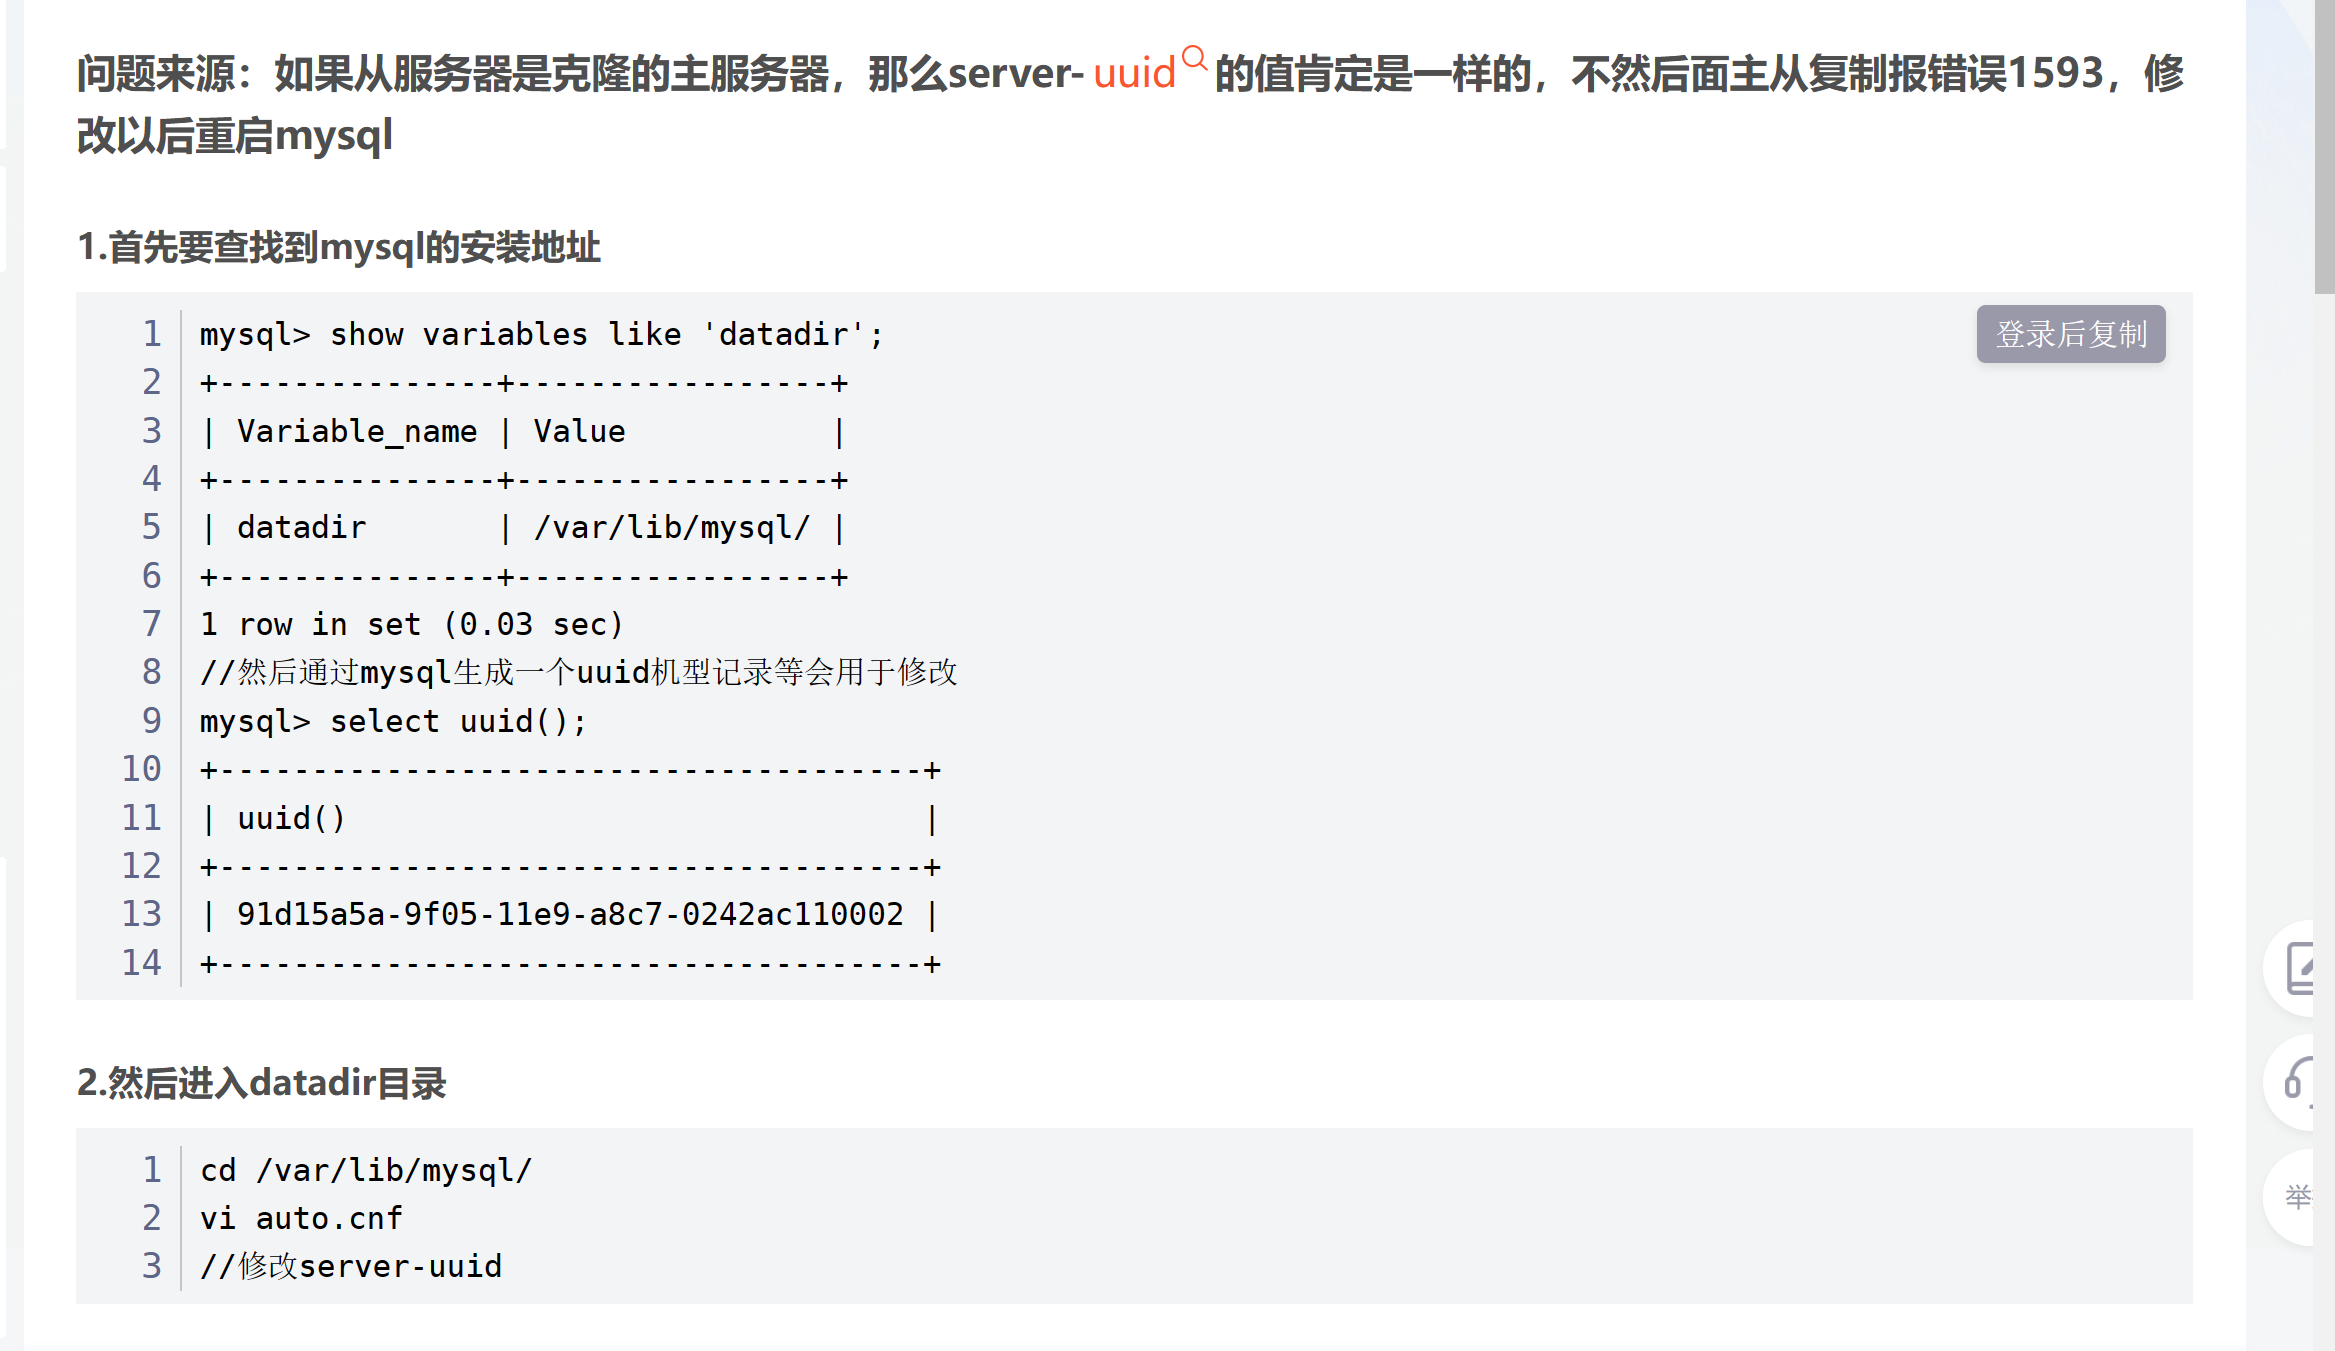 问题来源：如果从服务器是克隆的主服务器，那么server-uuid的值肯定是一样的，不然后面主从复制报错误1593，修
改以后重启mysql
1.首先要查找到mysql的安装地址
登录后复制
1 mysql> show variables like 'datadir';
2 +---------------+-----------------+
3 | Variable_name | Value           |
4 +---------------+-----------------+
5 | datadir       | /var/lib/mysql/ |
6 +---------------+-----------------+
7 1 row in set (0.03 sec)
8 //然后通过mysql生成一个uuid机型记录等会用于修改
9 mysql> select uuid();
10 +--------------------------------------+
11 | uuid()                               |
12 +--------------------------------------+
13 | 91d15a5a-9f05-11e9-a8c7-0242ac110002 |
14 +--------------------------------------+
2.然后进入datadir目录
1 cd /var/lib/mysql/
2 vi auto.cnf
3 //修改server-uuid
举